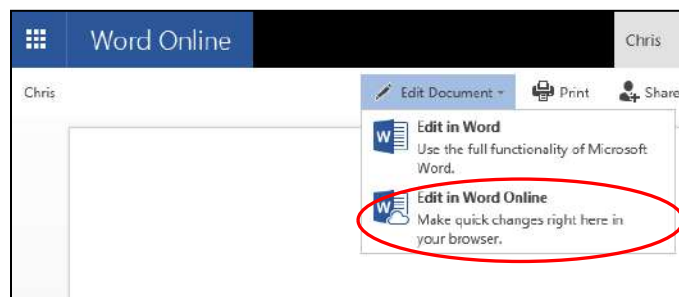 Word Online
Chris
Chris
Edit Document
Print
Share
Edit in Word
Use the full functionality of Microsoft
Word.
Edit in Word Online
Make quick changes right here in
your browser.